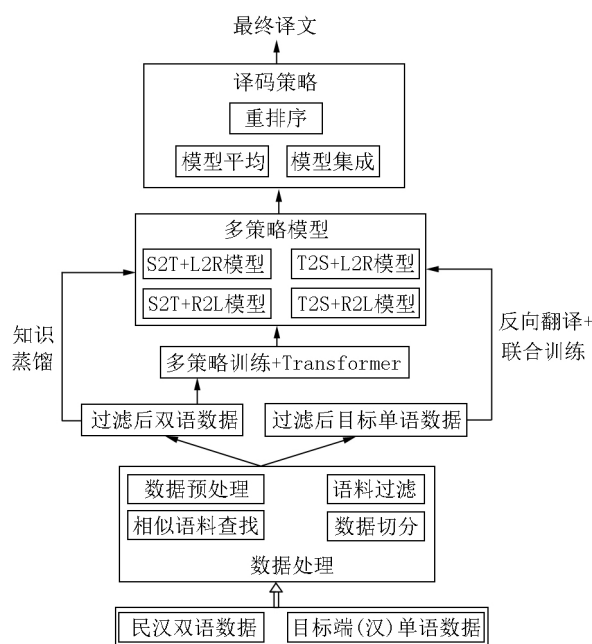 最终译文
译码策略
重排序
模型平均 模型集成
多策略模型
S2T+L2R模型 T2S+L2R模型
S2T+R2L模型 T2S+R2L模型
知识
蒸馏
反向翻译+
联合训练
多策略训练+Transformer
过滤后双语数据 过滤后目标单语数据
数据预处理 语料过滤
相似语料查找 数据切分
数据处理
民汉双语数据 目标端(汉)单语数据